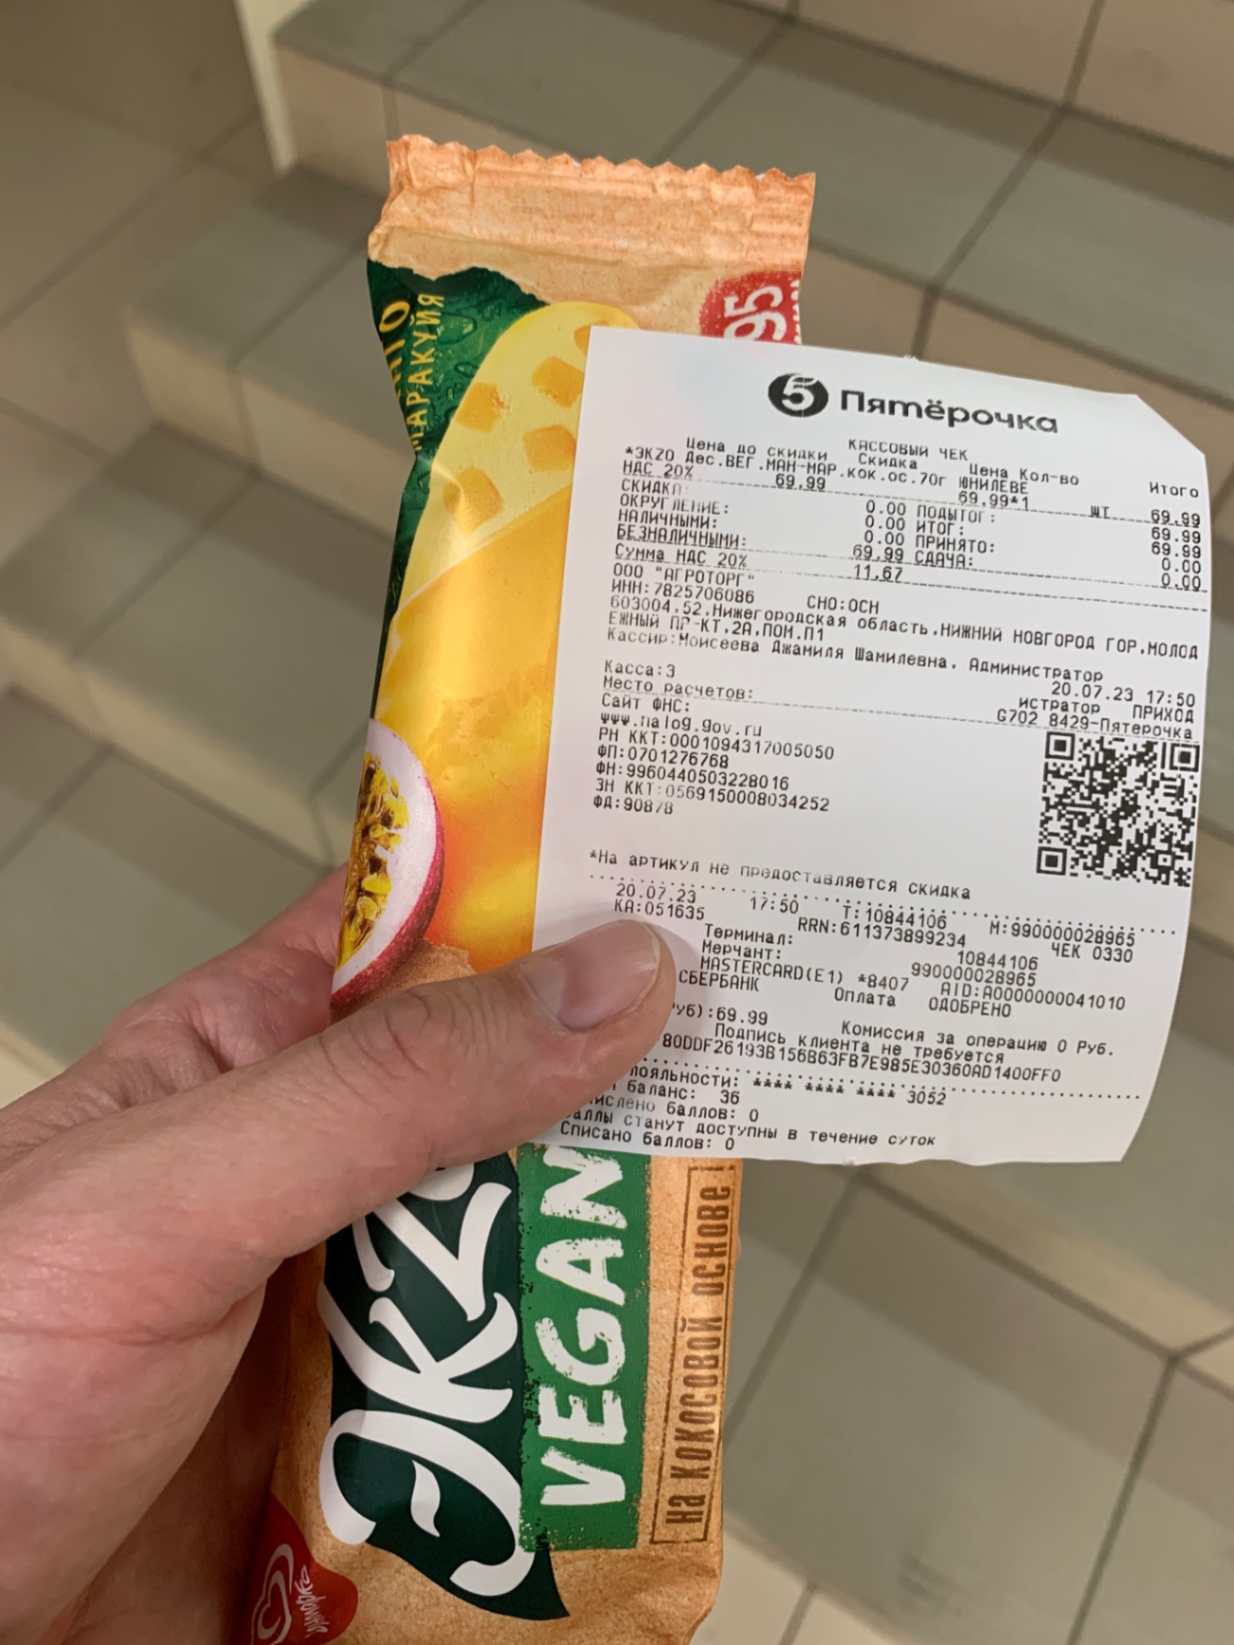 МАРАКУЙЯ
95
5 Пятёрочка
КАССОВЫЙ ЧЕК
Цена до скидки Скидка Цена Кол-во Итого
*ЭКZО Дес.ВЕГ.МАН-МАР.КОК.ОС.70г ЮНИЛЕВЕ
НДС 20% 69.99 69.99*1 ШТ 69.99
СКИДКА: 0.00 ПОДЫТОГ: 69.99
ОКРУГЛЕНИЕ: 0.00 ИТОГ: 69.99
НАЛИЧНЫМИ: 0.00 ПРИНЯТО: 0.00
БЕЗНАЛИЧНЫМИ: 69.99 СДАЧА: 0.00
Сумма НДС 20% 11.67
ООО "АГРОТОРГ"
ИНН:7825706086 СНО:ОСН
603004,52,Нижегородская область,НИЖНИЙ НОВГОРОД ГОР,МОЛОД
ЕЖНЫЙ ПР-КТ,2А,ПОМ.П1
Кассир:Моисеева Джамиля Шамилевна. Администратор
20.07.23 17:50
Касса:3 истратор ПРИХОД
Место расчетов: G702 8429-Пятерочка
Сайт ФНС:
www.nalog.gov.ru
РН ККТ:0001094317005050
ФП:0701276768
ФН:9960440503228016
ЗН ККТ:0569150008034252
ФД:90878
*На артикул не предоставляется скидка
20.07.23 17:50 Т:10844106 М:990000028965
КА:051635 RRN:611373899234 ЧЕК 0330
Терминал: 10844106
Мерчант: 990000028965
MASTERCARD(E1) *8407 AID:A0000000041010
СБЕРБАНК Оплата ОДОБРЕНО
уб):69.99 Комиссия за операцию 0 Руб.
Подпись клиента не требуется
80DDF26193B156B63FB7E985E30360AD1400FF0
лояльности: **** **** **** 3052
баланс: 36
ислено баллов: 0
аллы станут доступны в течение суток
Списано баллов: 0
ЭКZО
VEGAN
на КОКОСОВОЙ ОСНОВЕ!